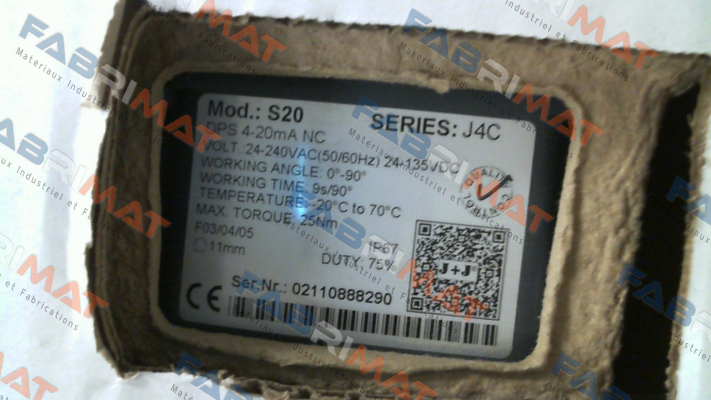 Mod.: S20 SERIES: J4C
DPS 4-20mA NC
VOLT: 24-240VAC(50/60Hz) 24-135VDC
WORKING ANGLE: 0°-90°
WORKING TIME: 9s/90°
TEMPERATURE: -20°C to 70°C
MAX. TORQUE: 25Nm
F03/04/05 IP67
11mm DUTY: 75%
J+J
Ser.Nr.: 02110888290
CE
FABRIMAT
Materiaux Industriel et Fabrications